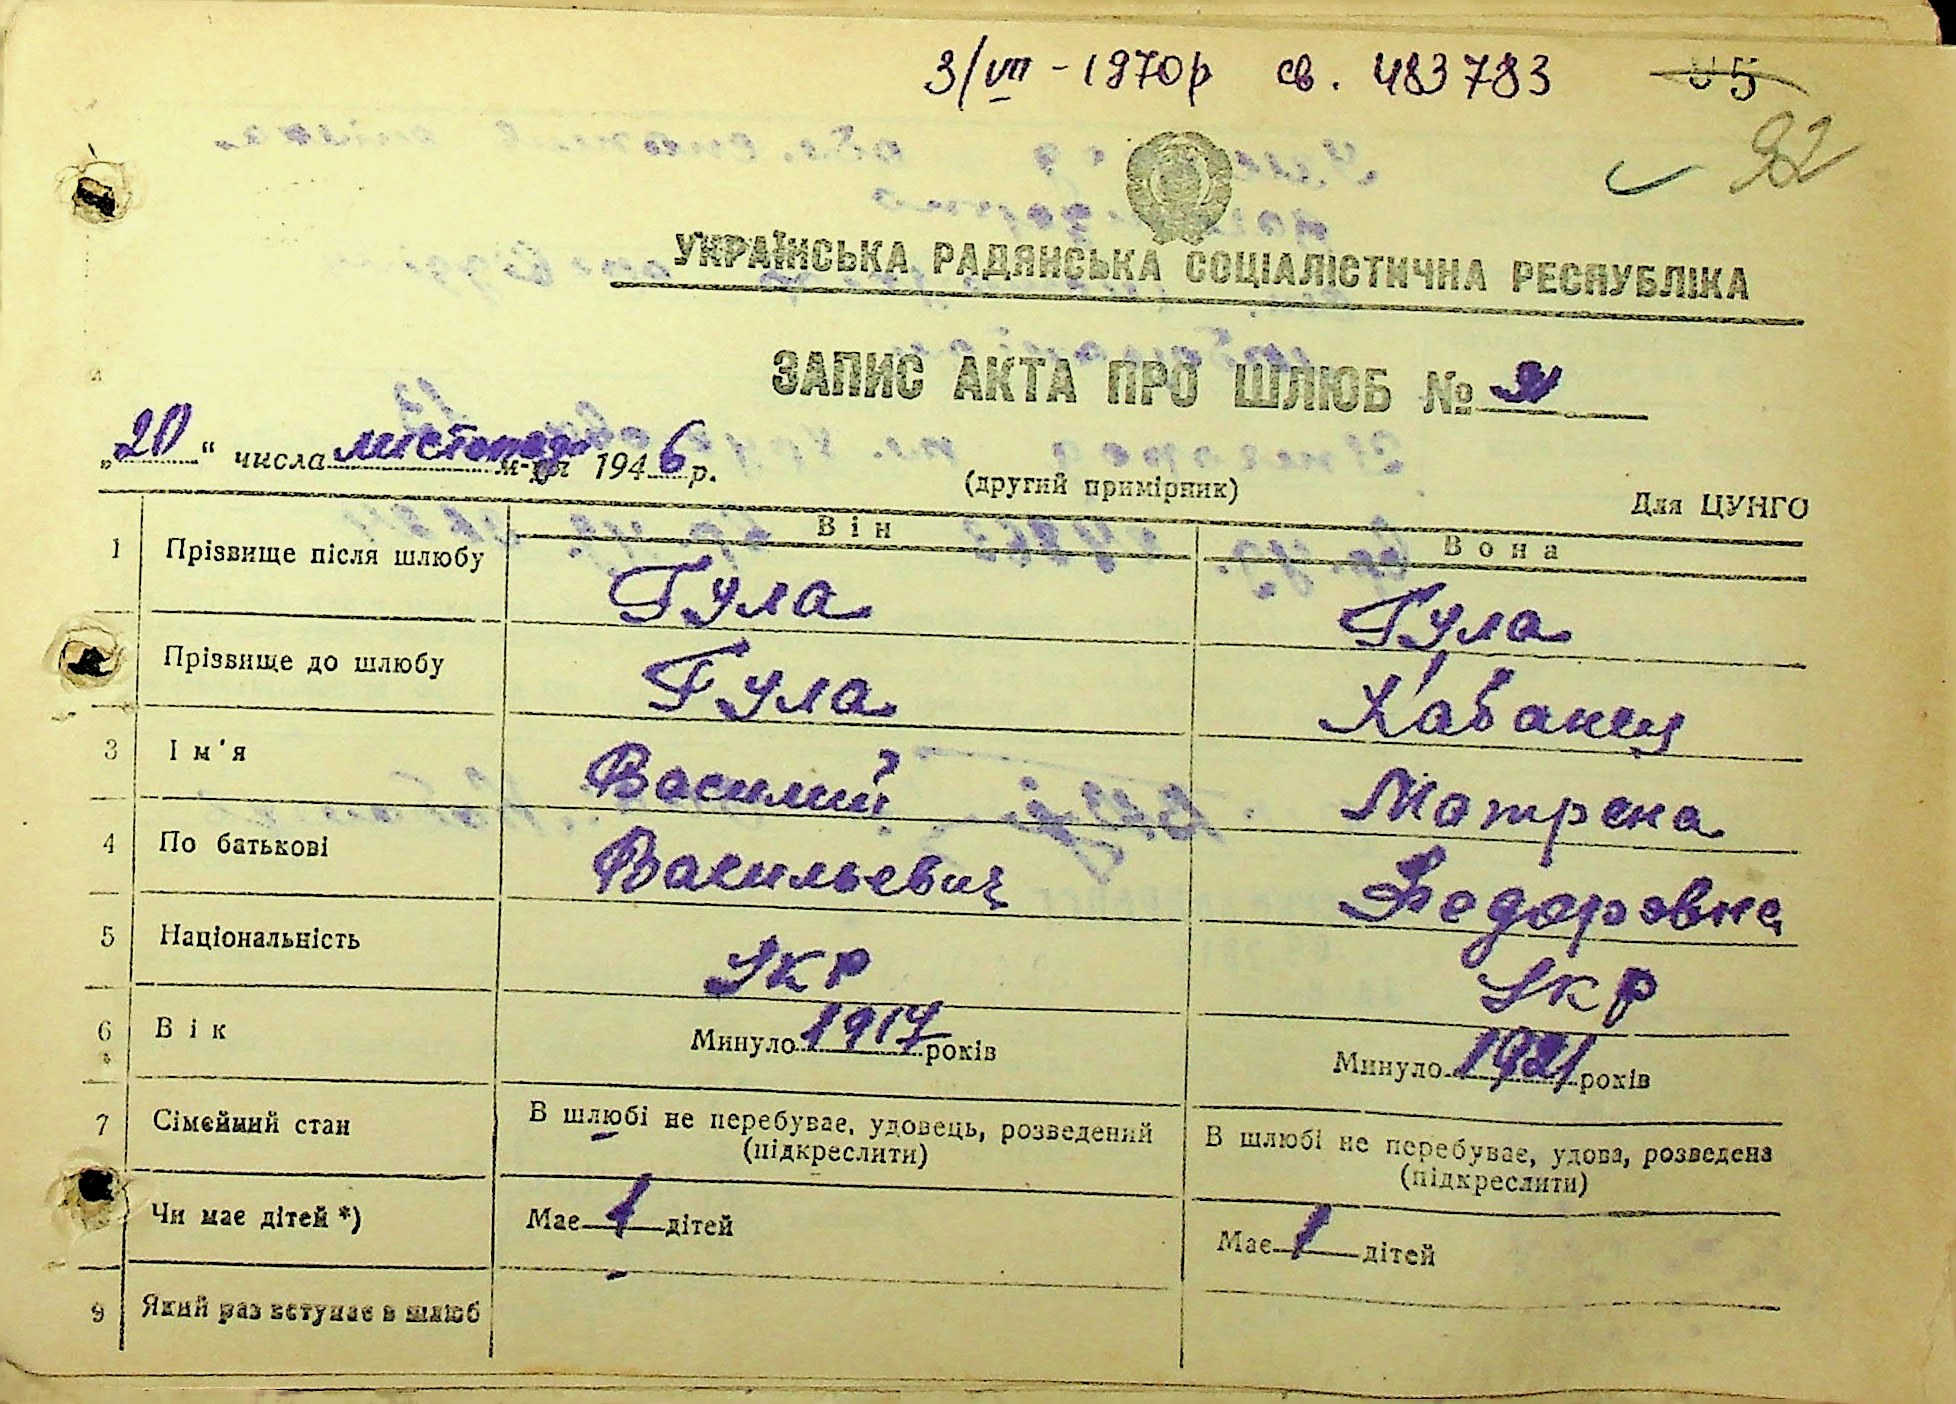 3/VII - 1970р св. 483783
92
УКРАЇНСЬКА РАДЯНСЬКА СОЦІАЛІСТИЧНА РЕСПУБЛІКА
ЗАПИС АКТА ПРО ШЛЮБ №
„20“ числа листопада м-ця 1946 р.
(другий примірник)
Для ЦУНГО
Він Вона
1 Прізвище після шлюбу Гула Гула
Прізвище до шлюбу Гула Кабанец
3 Ім'я Василий Матрена
4 По батькові Васильевич Федоровна
5 Національність Укр Укр
6 Вік Минуло 1917 років Минуло 1921 років
7 Сімейний стан В шлюбі не перебуває, удовець, розведений (підкреслити) В шлюбі не перебуває, удова, розведена (підкреслити)
Чи має дітей *) Має 1 дітей Має 1 дітей
9 Який раз вступає в шлюб